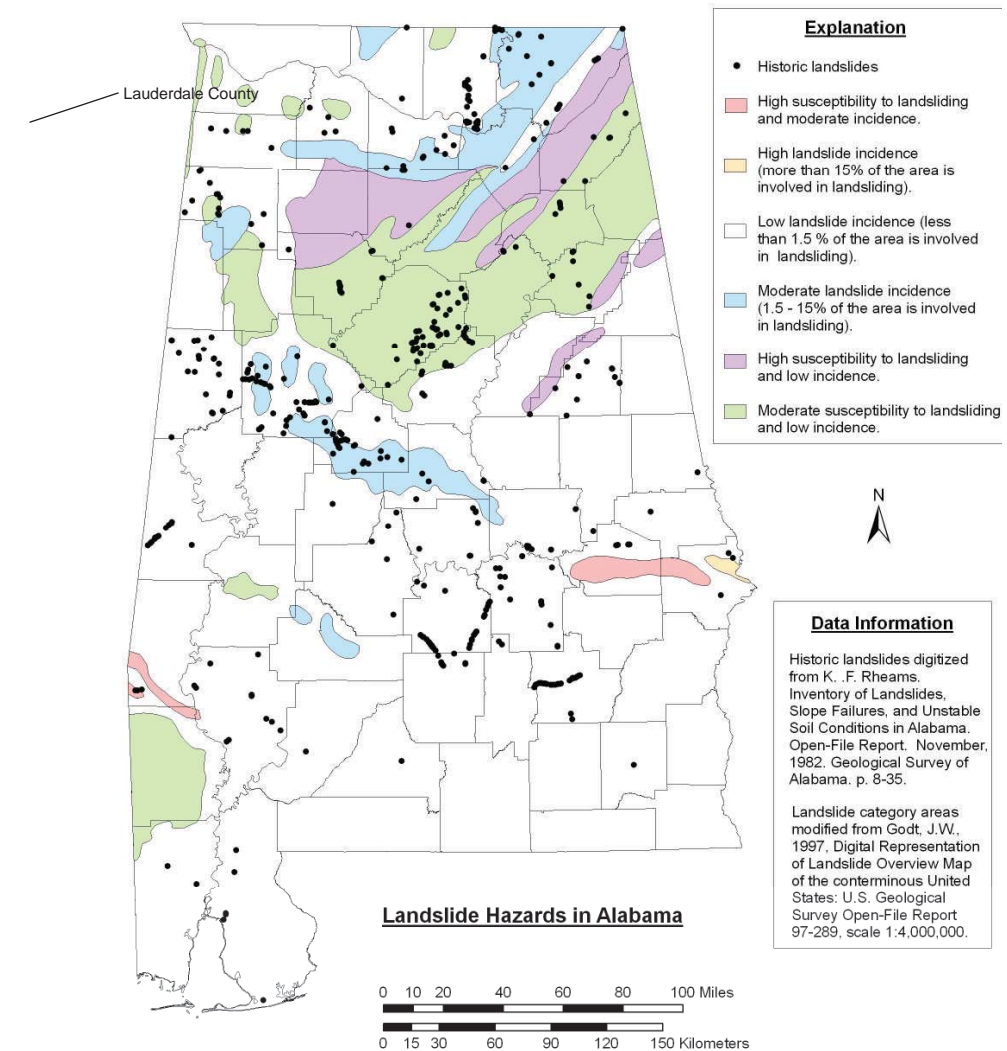 Lauderdale County
Explanation
Historic landslides
High susceptibility to landsliding
and moderate incidence.
High landslide incidence
(more than 15% of the area is
involved in landsliding).
Low landslide incidence (less
than 1.5 % of the area is involved
in landsliding).
Moderate landslide incidence
(1.5 - 15% of the area is involved
in landsliding).
High susceptibility to landsliding
and low incidence.
Moderate susceptibility to landsliding
and low incidence.
N
Data Information
Historic landslides digitized
from K. .F. Rheams.
Inventory of Landslides,
Slope Failures, and Unstable
Soil Conditions in Alabama.
Open-File Report. November,
1982. Geological Survey of
Alabama. p. 8-35.
Landslide category areas
modified from Godt, J.W.,
1997, Digital Representation
of Landslide Overview Map
of the conterminous United
States: U.S. Geological
Survey Open-File Report
97-289, scale 1:4,000,000.
Landslide Hazards in Alabama
0 10 20 40 60 80 100 Miles
0 15 30 60 90 120 150 Kilometers